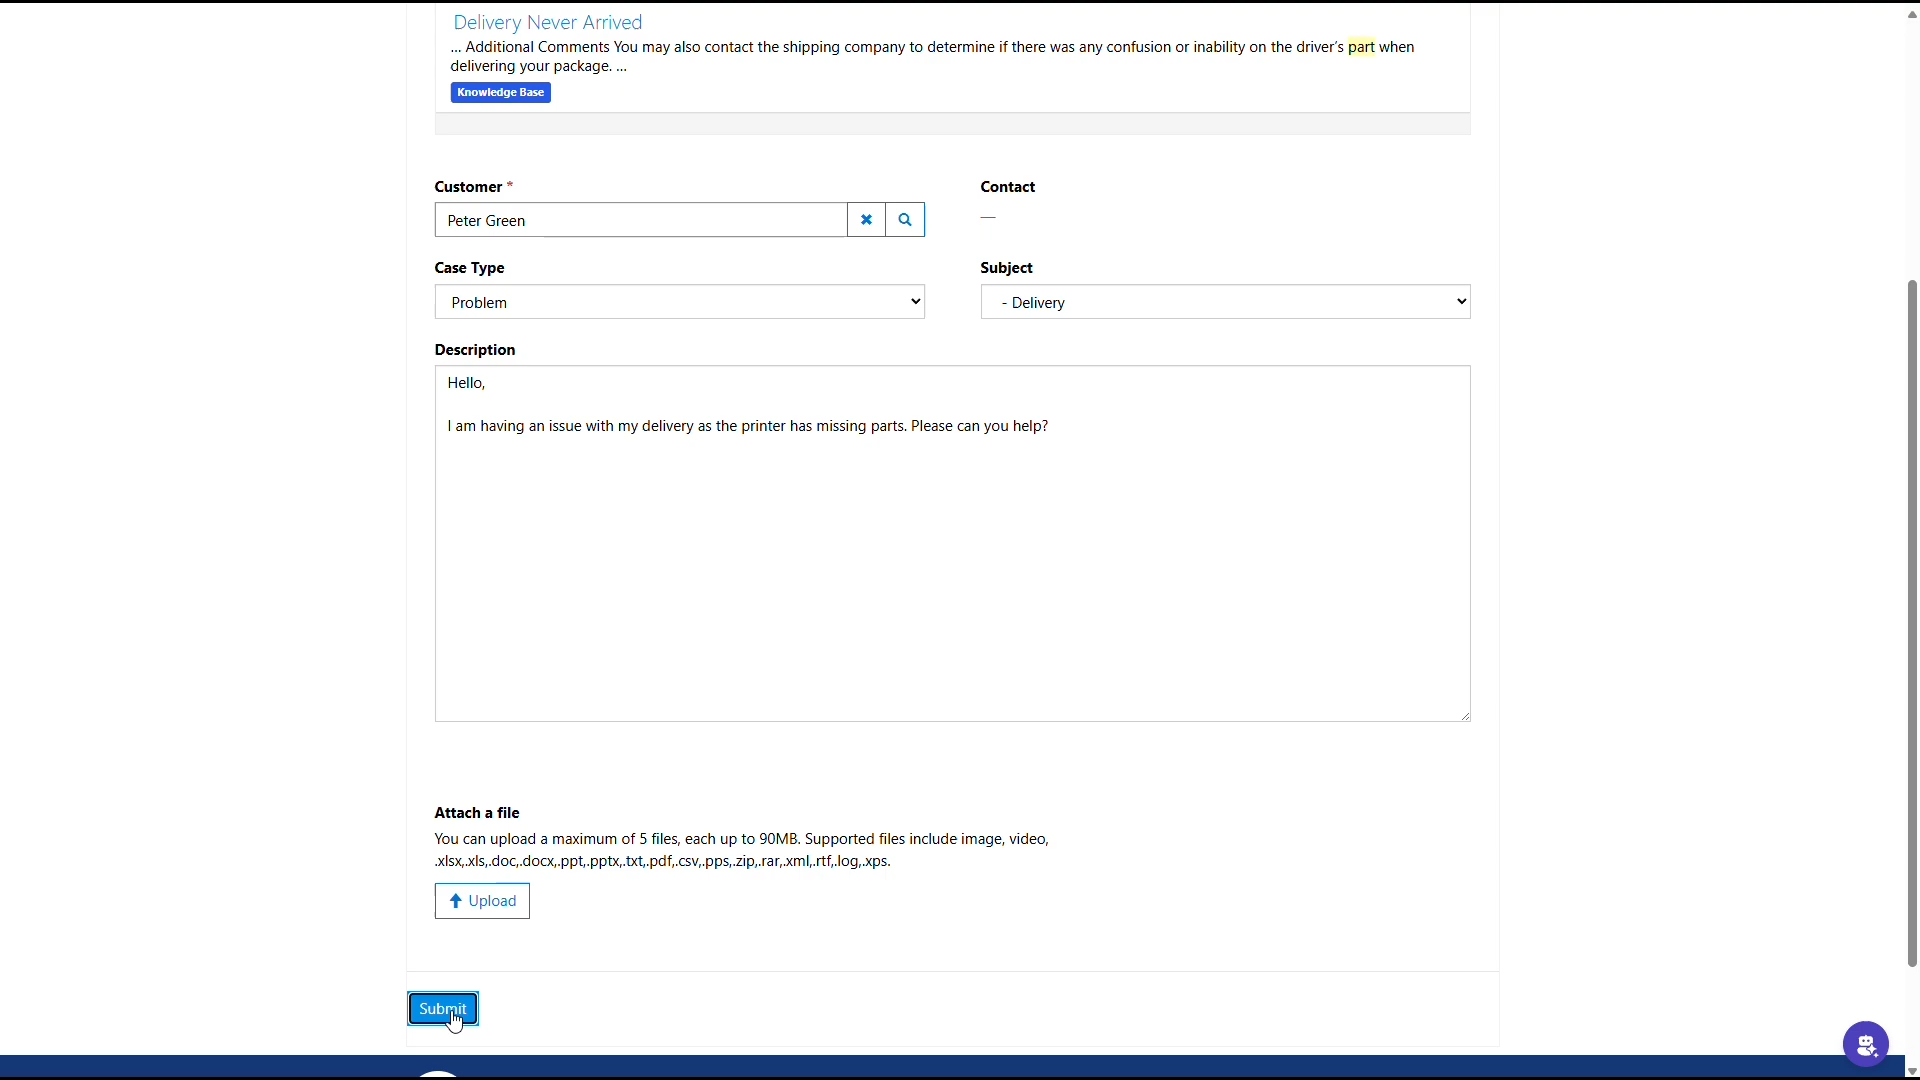 Delivery Never Arrived
... Additional Comments You may also contact the shipping company to determine if there was any confusion or inability on the driver's part when
delivering your package. ...
Knowledge Base
Customer *
Contact
Peter Green
—
Case Type
Subject
Problem
- Delivery
Description
Hello,
I am having an issue with my delivery as the printer has missing parts. Please can you help?
Attach a file
You can upload a maximum of 5 files, each up to 90MB. Supported files include image, video,
.xlsx,.xls,.doc,.docx,.ppt,.pptx,.txt,.pdf,.csv,.pps,.zip,.rar,.xml,.rtf,.log,.xps.
Upload
Submit